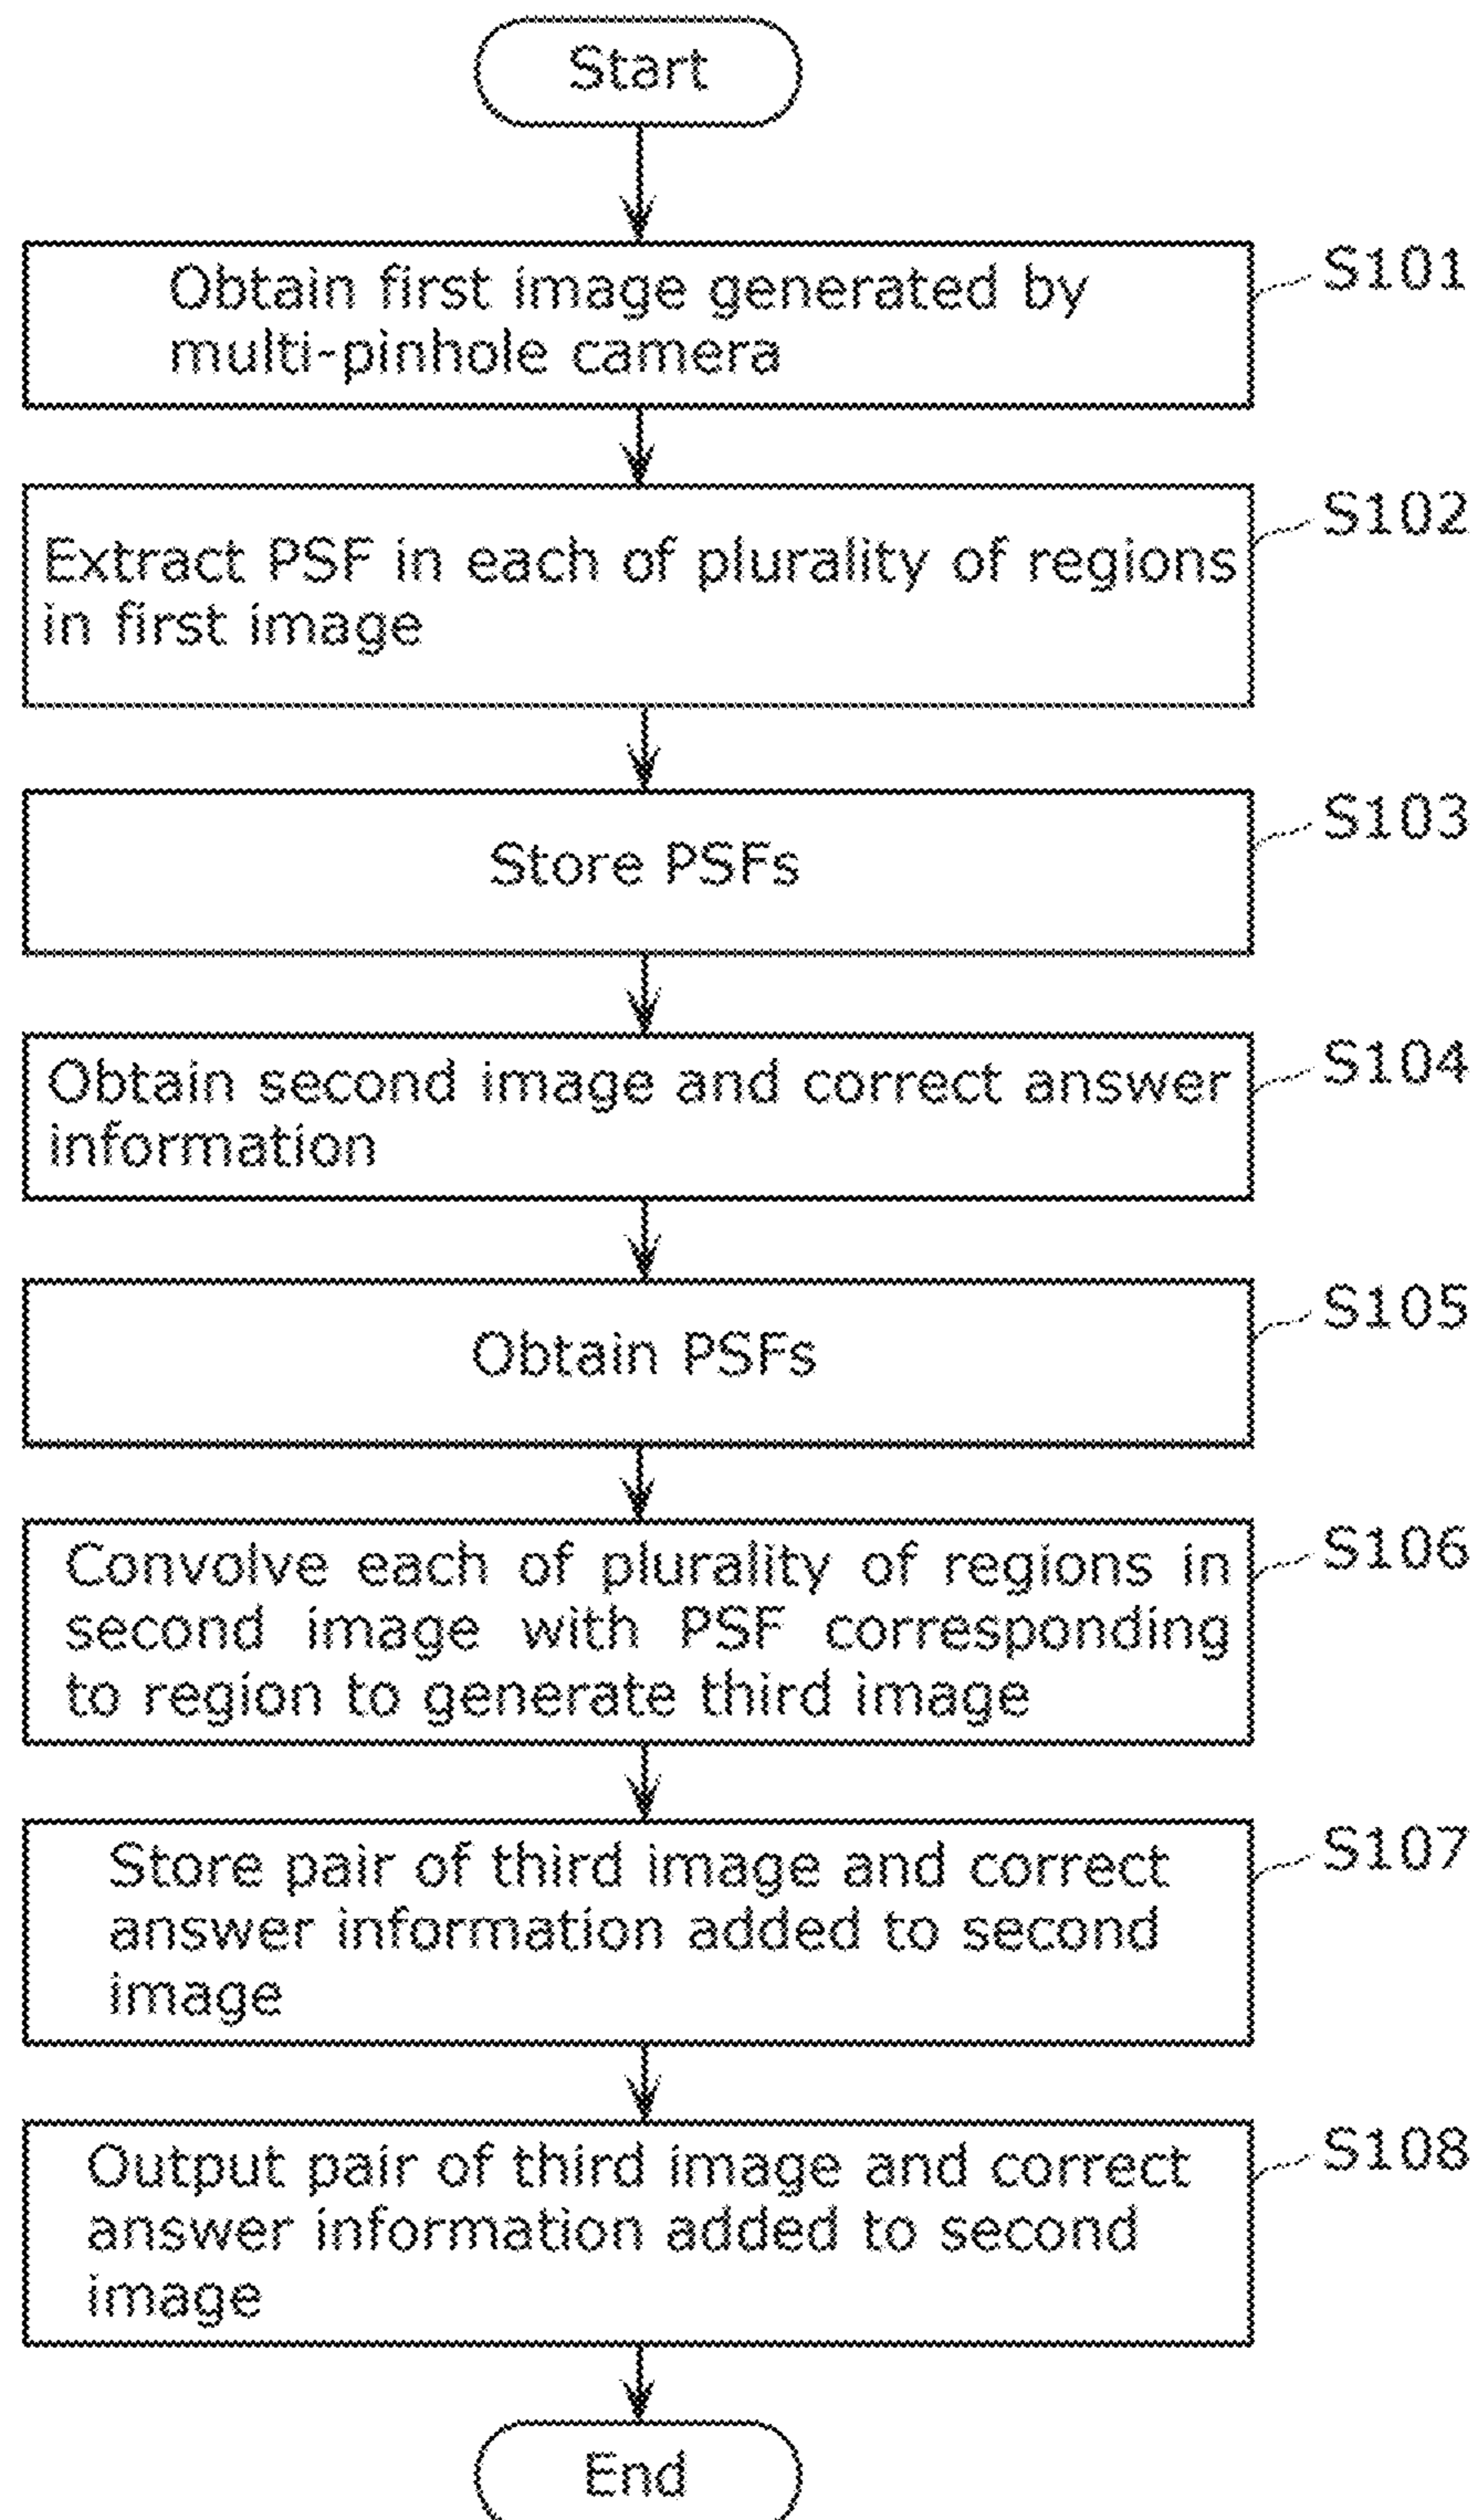 Start
Obtain first image generated by
multi-pinhole camera
S101
Extract PSF in each of plurality of regions
in first image
S102
Store PSFs
S103
Obtain second image and correct answer
information
S104
Obtain PSFs
S105
Convolve each of plurality of regions in
second image with PSF corresponding
to region to generate third image
S106
Store pair of third image and correct
answer information added to second
image
S107
Output pair of third image and correct
answer information added to second
image
S108
End